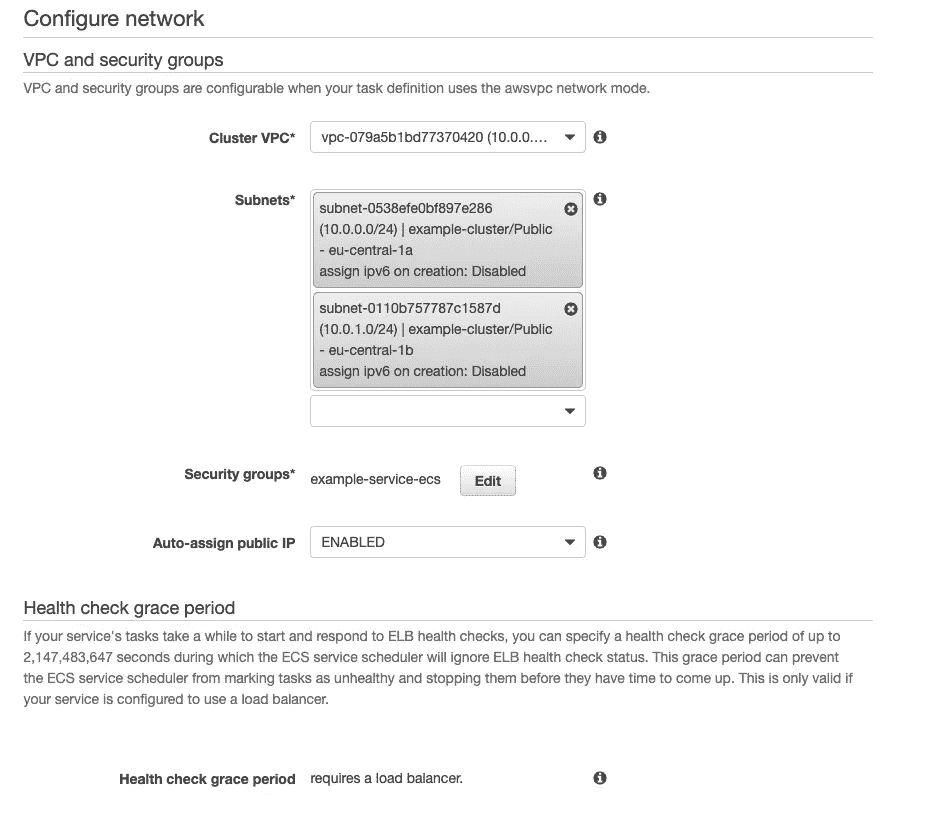 Configure network
VPC and security groups
VPC and security groups are configurable when your task definition uses the awsvpc network mode.
Cluster VPC* vpc-079a5b1bd77370420 (10.0.0....
Subnets* subnet-0538efe0bf897e286
(10.0.0.0/24) | example-cluster/Public
- eu-central-1a
assign ipv6 on creation: Disabled
subnet-0110b757787c1587d
(10.0.1.0/24) | example-cluster/Public
- eu-central-1b
assign ipv6 on creation: Disabled
Security groups* example-service-ecs Edit
Auto-assign public IP ENABLED
Health check grace period
If your service's tasks take a while to start and respond to ELB health checks, you can specify a health check grace period of up to
2,147,483,647 seconds during which the ECS service scheduler will ignore ELB health check status. This grace period can prevent
the ECS service scheduler from marking tasks as unhealthy and stopping them before they have time to come up. This is only valid if
your service is configured to use a load balancer.
Health check grace period requires a load balancer.